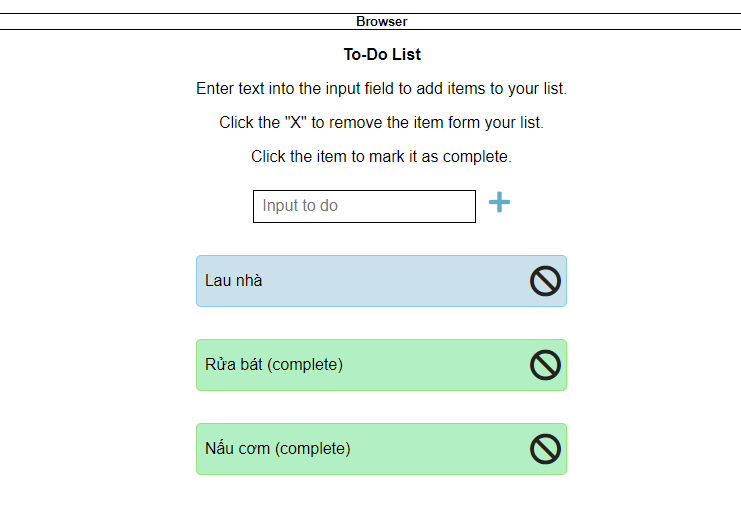 Browser
To-Do List
Enter text into the input field to add items to your list.
Click the "X" to remove the item form your list.
Click the item to mark it as complete.
Input to do
Lau nhà
Rửa bát (complete)
Nấu cơm (complete)